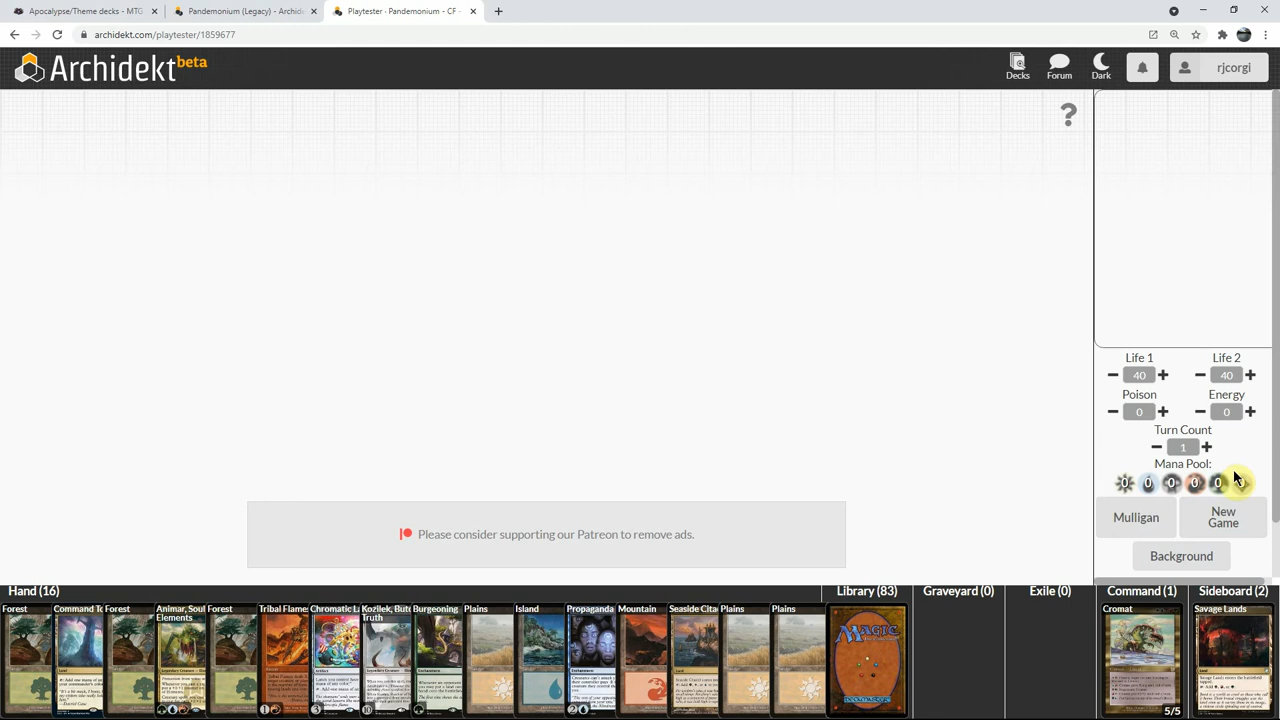 Apocalypse/Theme decks - MTG
Pandemonium (Legacy) - Archide
Playtester - Pandemonium - CF -
archidekt.com/playtester/1859677
Archidekt beta
Decks
Forum
Dark
rjcorgi
?
Life 1
Life 2
40
40
Poison
Energy
0
0
Turn Count
1
Mana Pool:
0 0 0 0 0 0
Mulligan
New Game
Background
Please consider supporting our Patreon to remove ads.
Hand (16)
Library (83)
Graveyard (0)
Exile (0)
Command (1)
Sideboard (2)
Forest
Command To
Forest
Animar, Soul
Elements
Forest
Tribal Flames
Chromatic L
Kozilek, But
Truth
Burgeoning
Plains
Island
Propaganda
Mountain
Seaside Cita
Plains
Plains
MAGIC
Cromat
5/5
Savage Lands